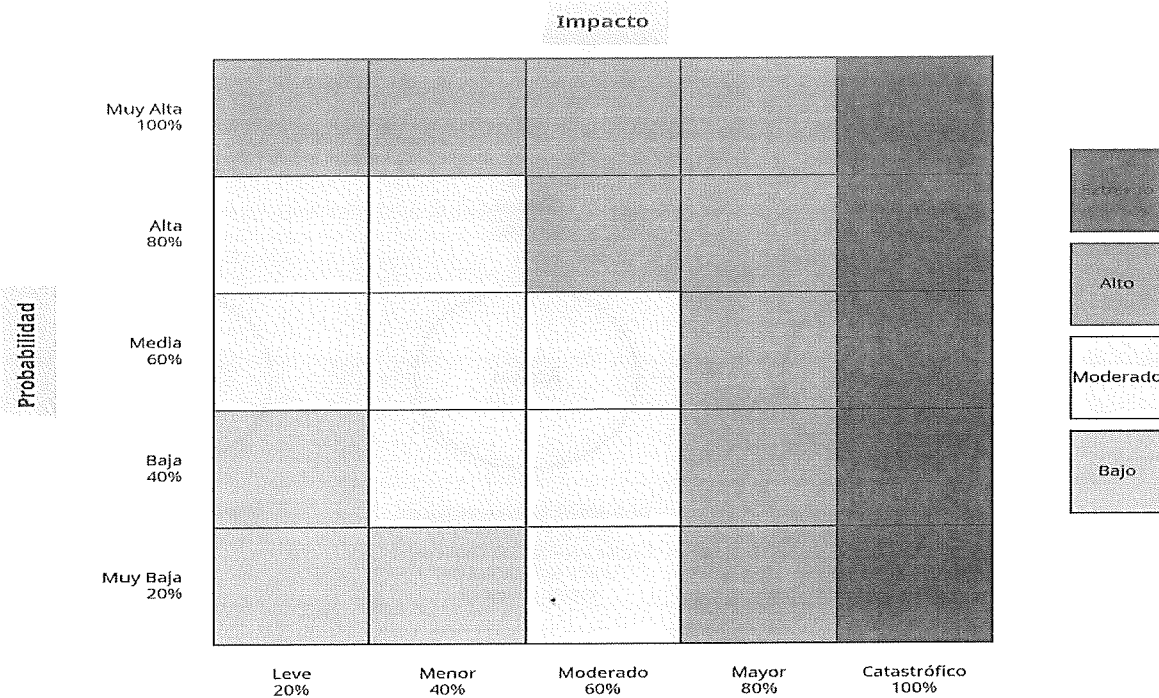 Impacto
Muy Alta
100%
Alta
80%
Media
60%
Baja
40%
Muy Baja
20%
Probabilidad
Extremo
Alto
Moderado
Bajo
Leve
20%
Menor
40%
Moderado
60%
Mayor
80%
Catastrófico
100%